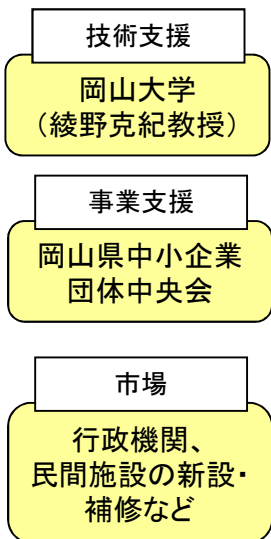 技術支援
岡山大学
（綾野克紀教授）
事業支援
岡山県中小企業
団体中央会
市場
行政機関、
民間施設の新設・
補修など